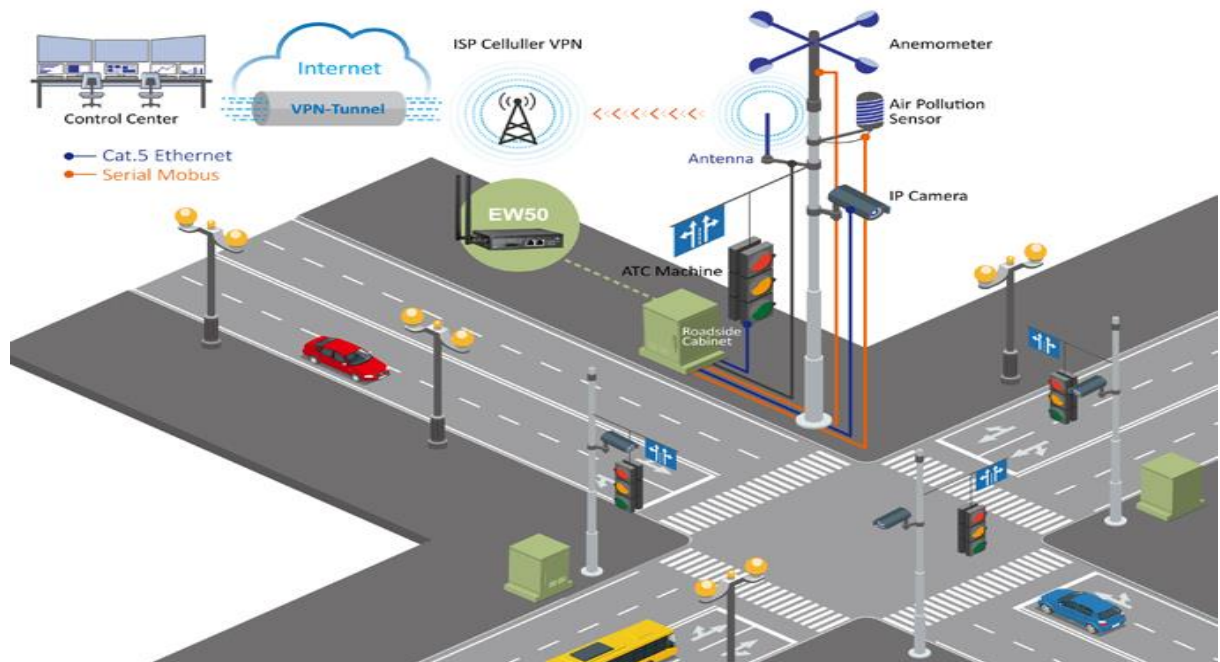 ISP Celluller VPN
Anemometer
Internet
VPN-Tunnel
Control Center
Air Pollution
Sensor
Cat.5 Ethernet
Serial Mobus
Antenna
IP Camera
EW50
ATC Machine
Roadside
Cabinet